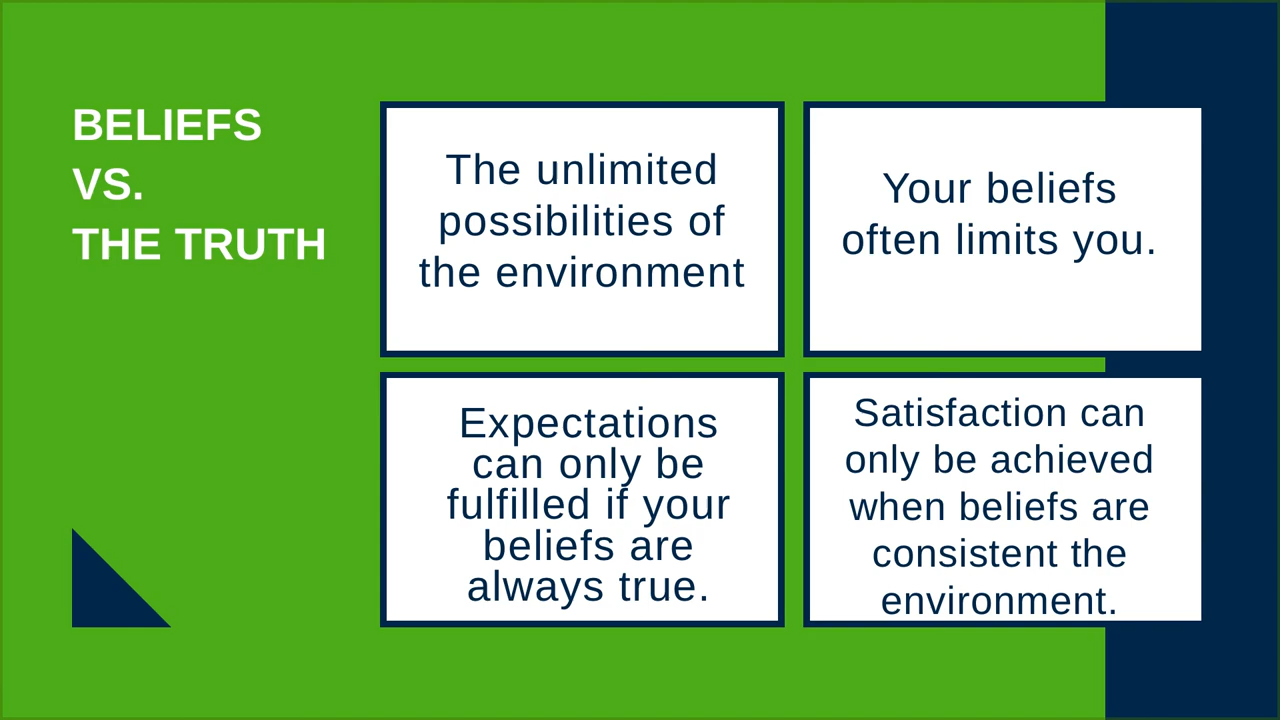 BELIEFS
VS.
THE TRUTH
The unlimited
possibilities of
the environment
Your beliefs
often limits you.
Expectations
can only be
fulfilled if your
beliefs are
always true.
Satisfaction can
only be achieved
when beliefs are
consistent the
environment.